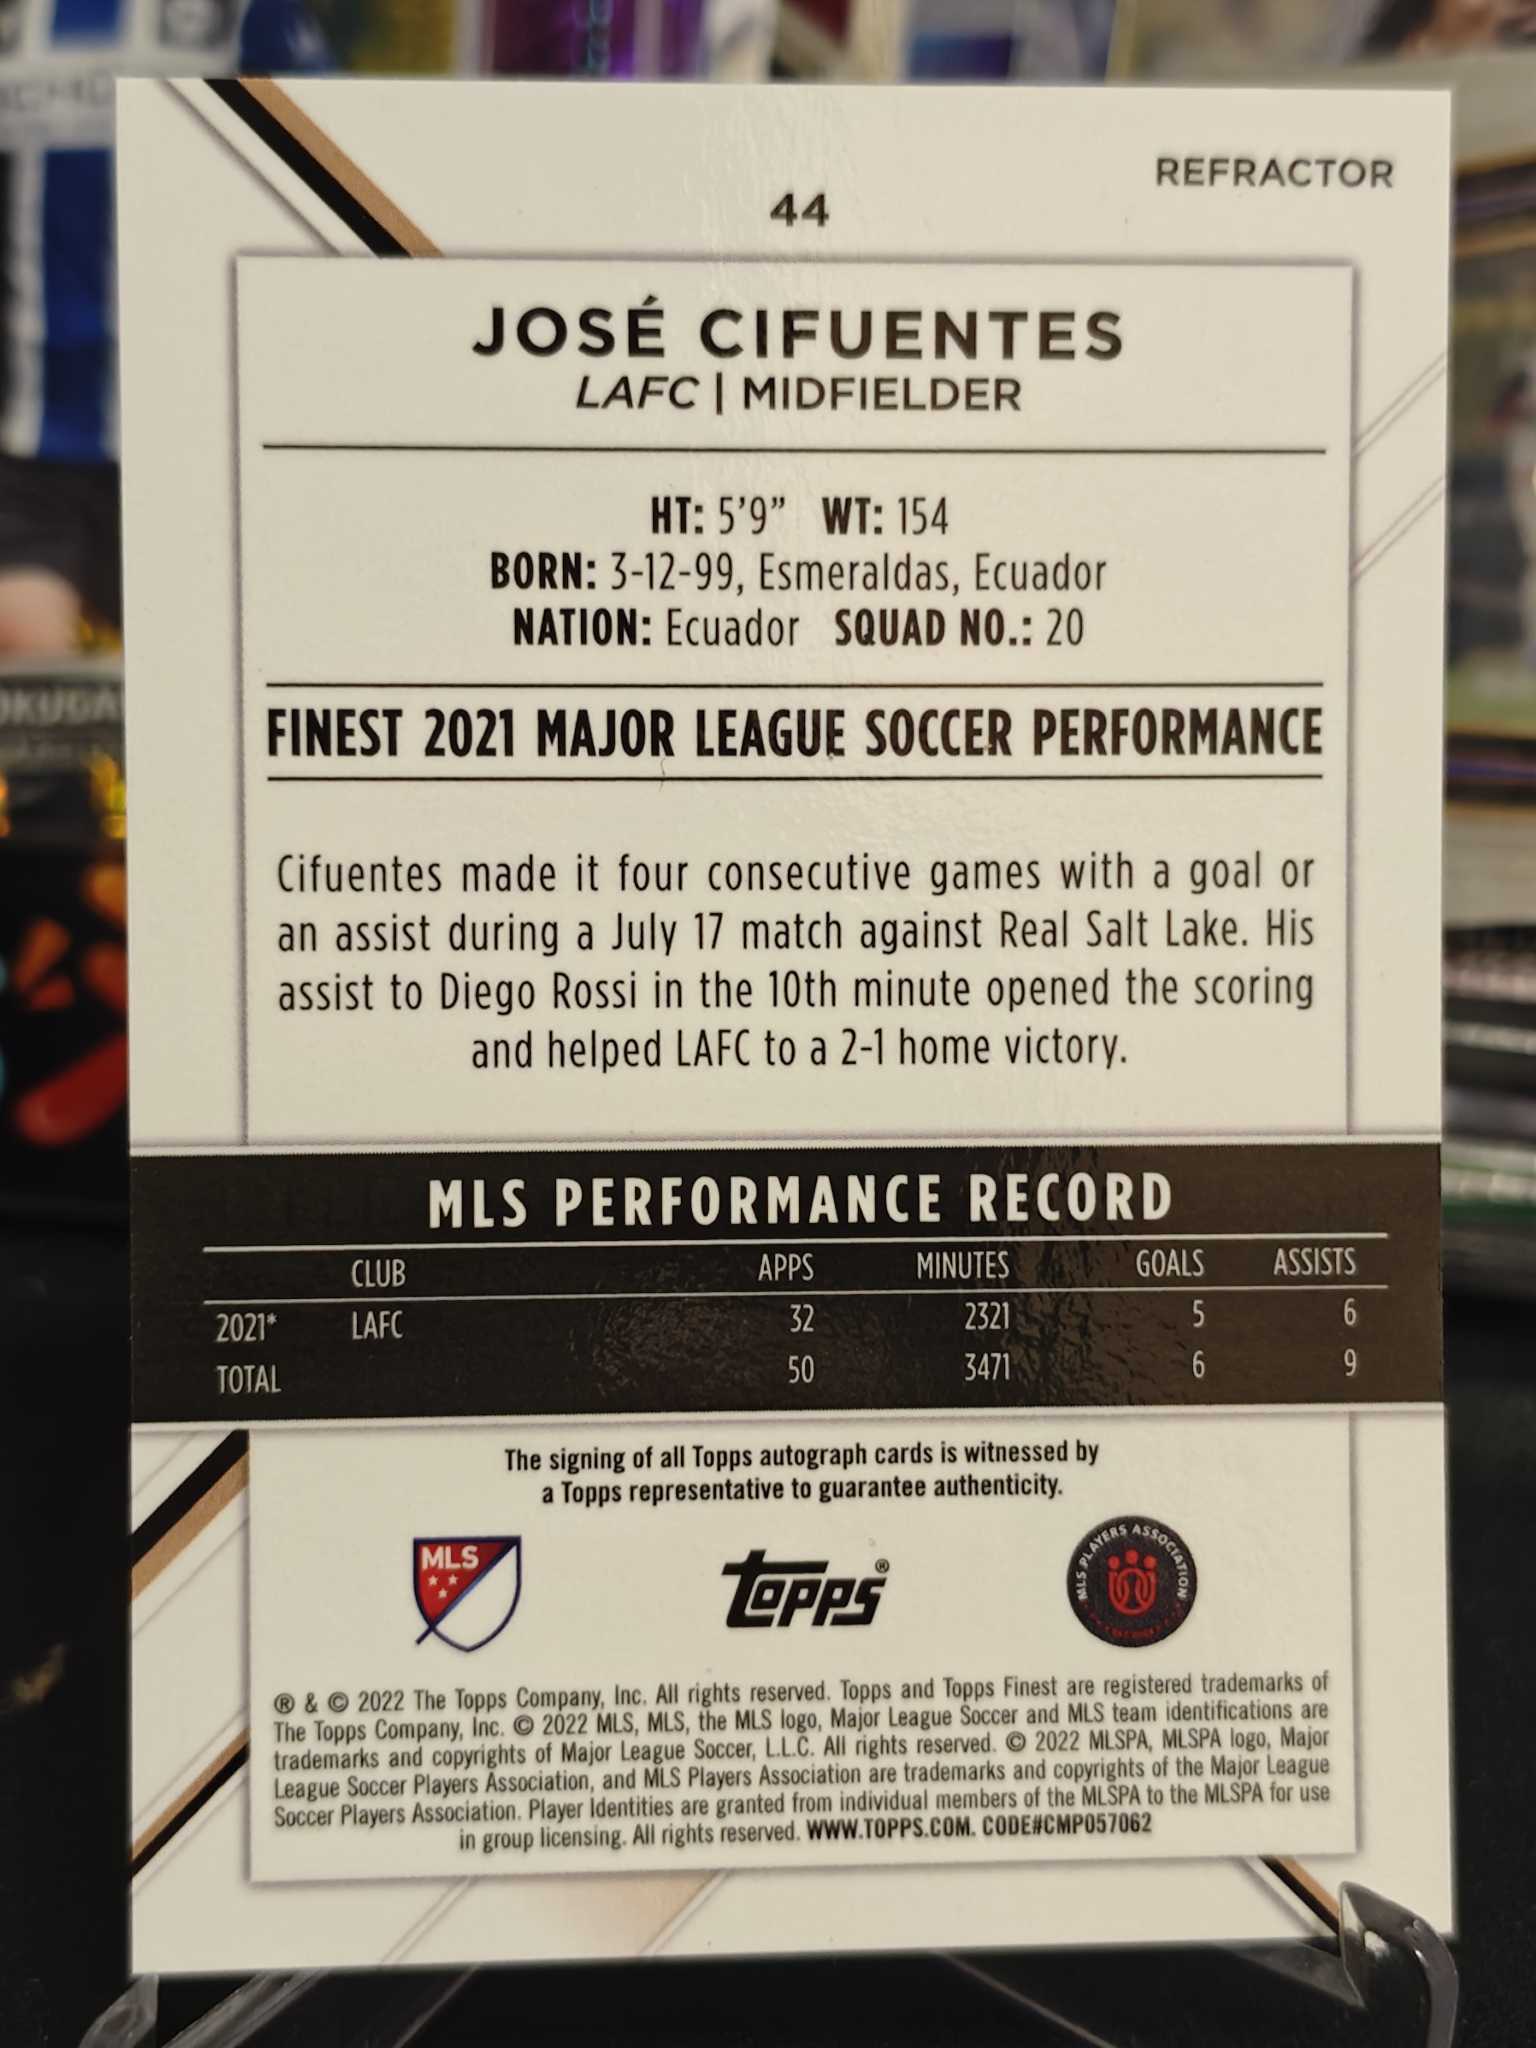 REFRACTOR
44
JOSÉ CIFUENTES
LAFC | MIDFIELDER
HT: 5'9” WT: 154
BORN: 3-12-99, Esmeraldas, Ecuador
NATION: Ecuador SQUAD NO.: 20
FINEST 2021 MAJOR LEAGUE SOCCER PERFORMANCE
Cifuentes made it four consecutive games with a goal or
an assist during a July 17 match against Real Salt Lake. His
assist to Diego Rossi in the 10th minute opened the scoring
and helped LAFC to a 2-1 home victory.
MLS PERFORMANCE RECORD
CLUB APPS MINUTES GOALS ASSISTS
2021* LAFC 32 2321 5 6
TOTAL 50 3471 6 9
The signing of all Topps autograph cards is witnessed by
a Topps representative to guarantee authenticity.
MLS Topps® MLS PLAYERS ASSOCIATION
® & © 2022 The Topps Company, Inc. All rights reserved. Topps and Topps Finest are registered trademarks of
The Topps Company, Inc. © 2022 MLS, MLS, the MLS logo, Major League Soccer and MLS team identifications are
trademarks and copyrights of Major League Soccer, L.L.C. All rights reserved. © 2022 MLSPA, MLSPA logo, Major
League Soccer Players Association, and MLS Players Association are trademarks and copyrights of the Major League
Soccer Players Association. Player Identities are granted from individual members of the MLSPA to the MLSPA for use
in group licensing. All rights reserved. WWW.TOPPS.COM. CODE#CMP057062